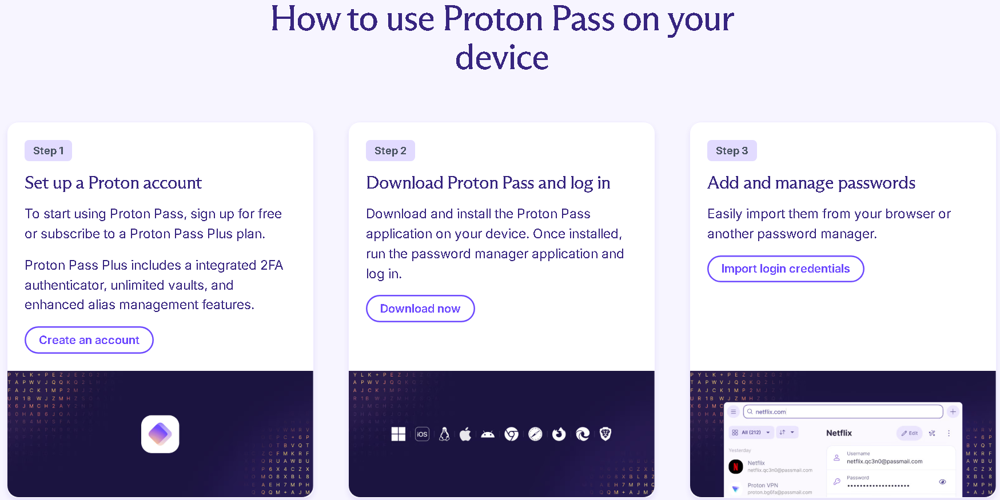 How to use Proton Pass on your
device
Step 1
Set up a Proton account
To start using Proton Pass, sign up for free
or subscribe to a Proton Pass Plus plan.
Proton Pass Plus includes a integrated 2FA
authenticator, unlimited vaults, and
enhanced alias management features.
Create an account
Step 2
Download Proton Pass and log in
Download and install the Proton Pass
application on your device. Once installed,
run the password manager application and
log in.
Download now
iOS
Step 3
Add and manage passwords
Easily import them from your browser or
another password manager.
Import login credentials
netflix.com
All (212)
Netflix
Edit
Yesterday
Netflix
netflix.qc3n0@passmail.com
Proton VPN
proton.bg6fa@passmail.com
Username
netflix.qc3n0@passmail.com
Password